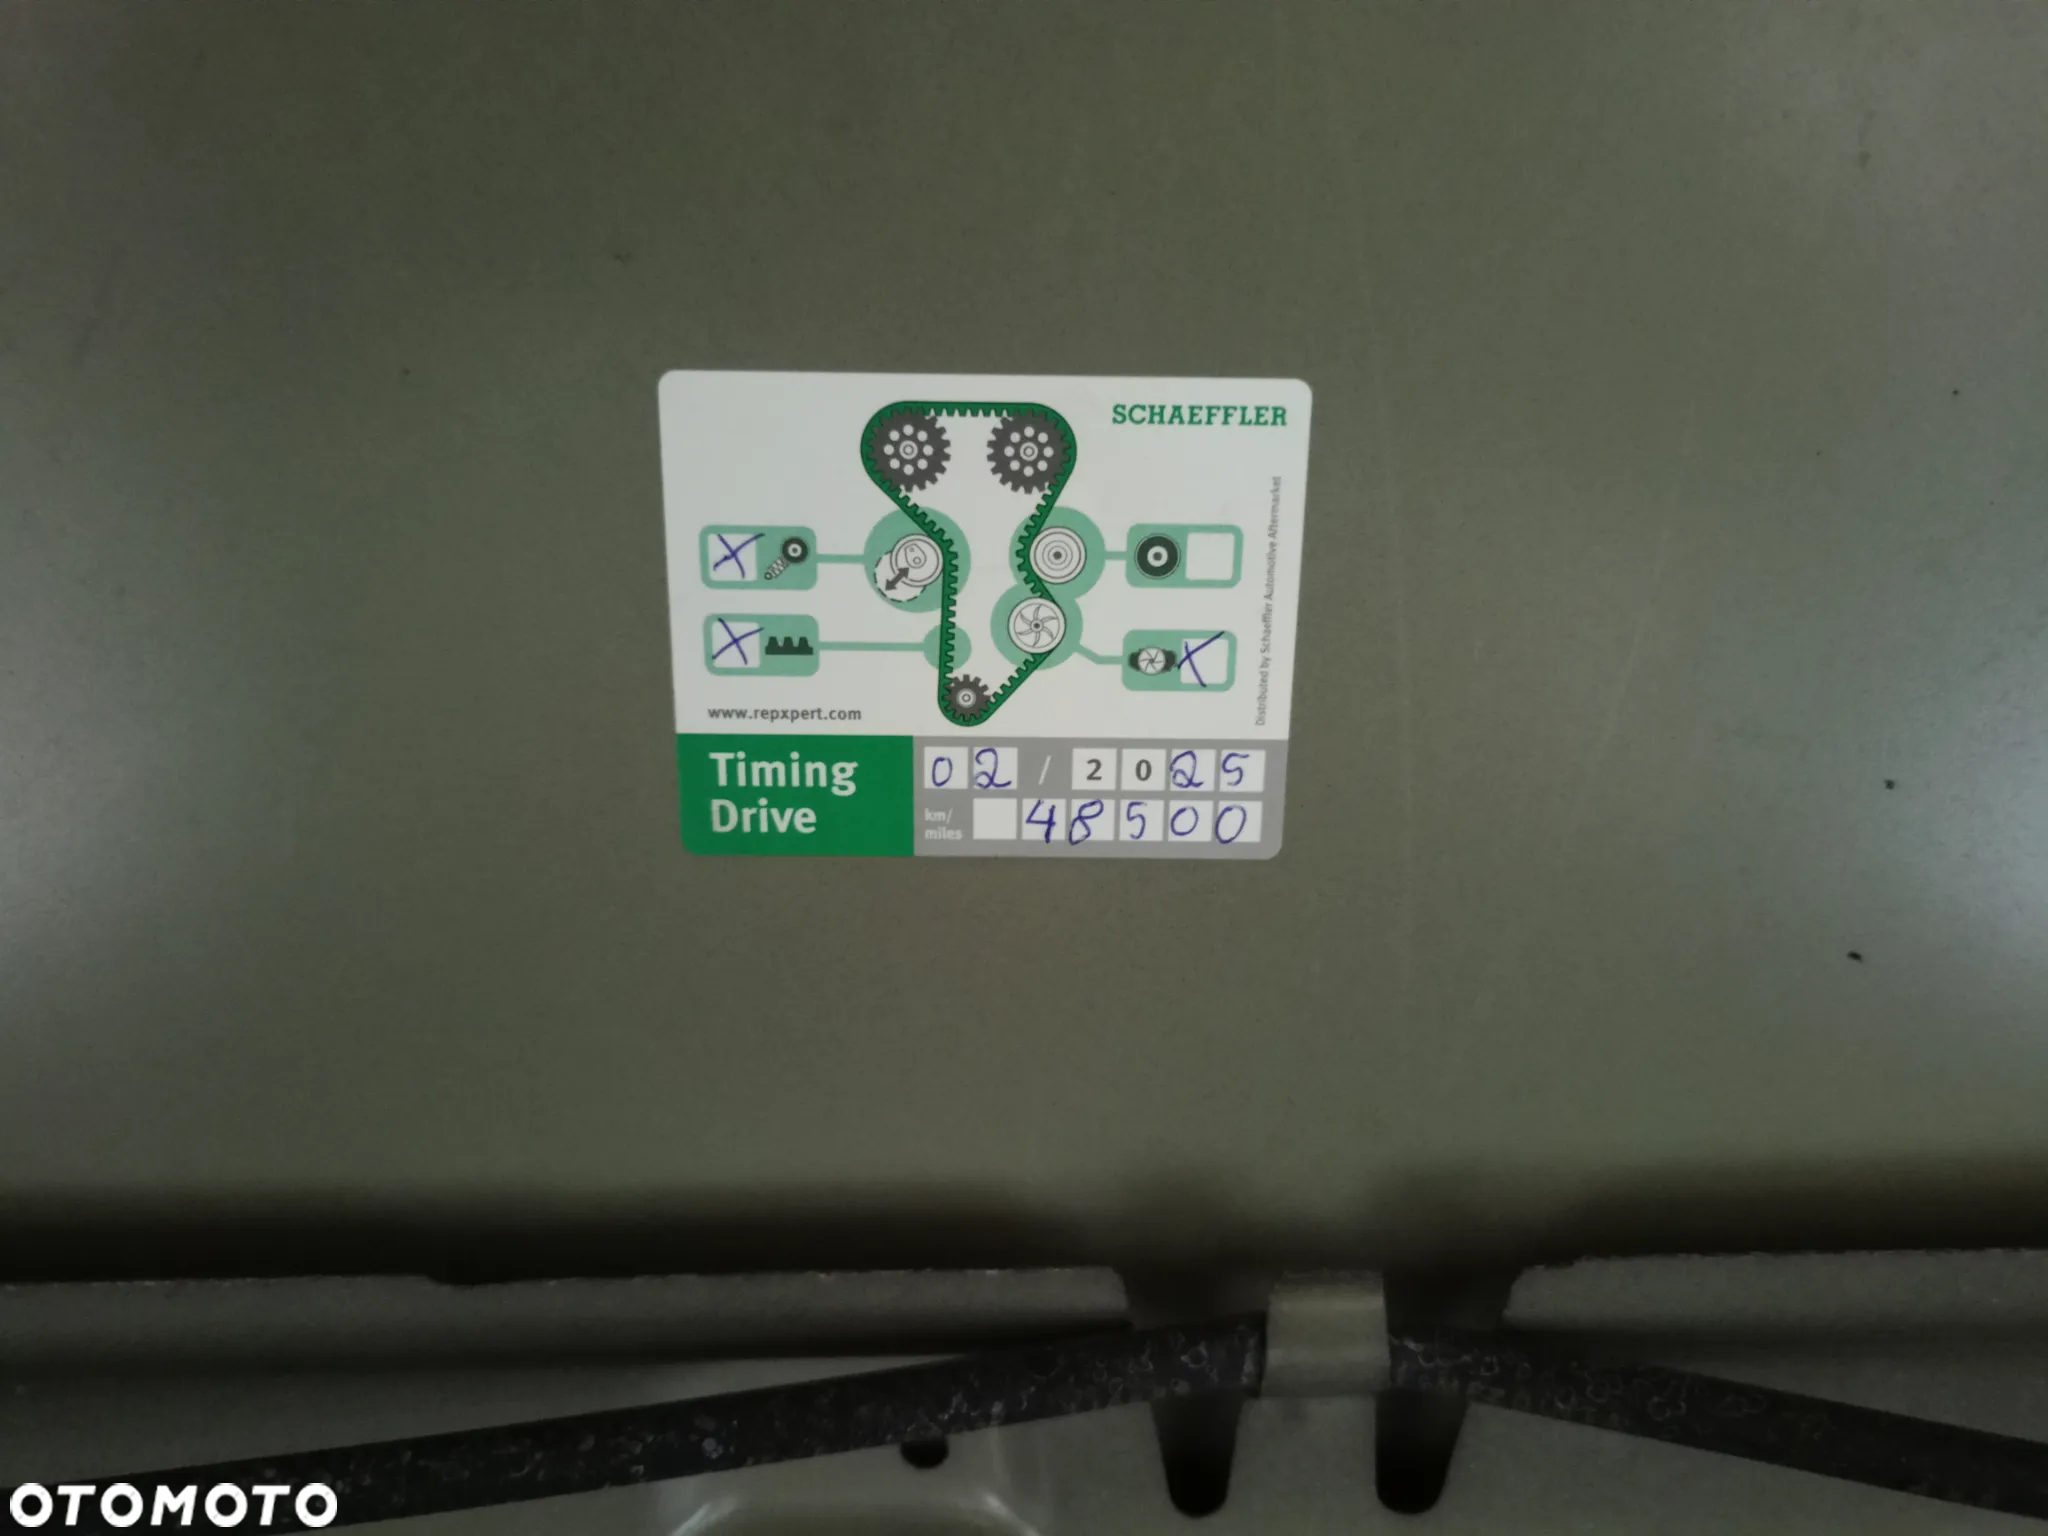 SCHAEFFLER
Distributed by Schaeffler Automotive Aftermarket
www.repxpert.com
Timing
Drive
02 / 2025
km/
miles
48500
OTOMOTO